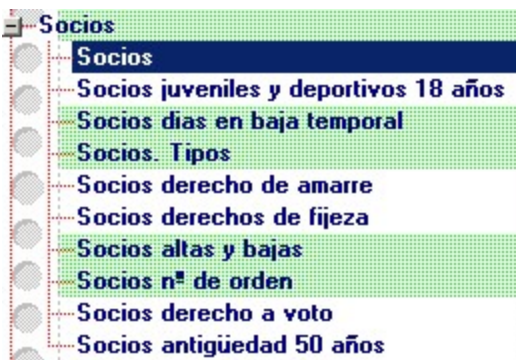 Socios
Socios
Socios juveniles y deportivos 18 años
Socios dias en baja temporal
Socios. Tipos
Socios derecho de amarre
Socios derechos de fijeza
Socios altas y bajas
Socios nº de orden
Socios derecho a voto
Socios antigüedad 50 años